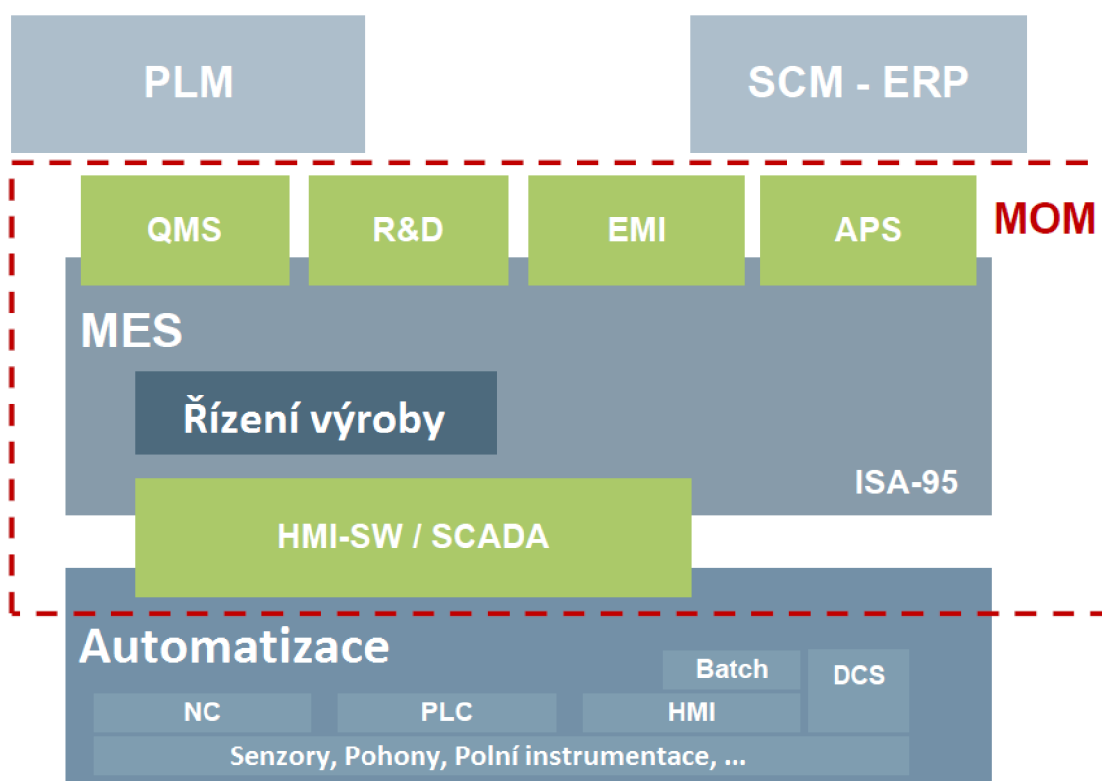 PLM
SCM - ERP
QMS
R&D
EMI
APS
MOM
MES
Řízení výroby
ISA-95
HMI-SW / SCADA
Automatizace
Batch
DCS
NC
PLC
HMI
Senzory, Pohony, Polní instrumentace, ...